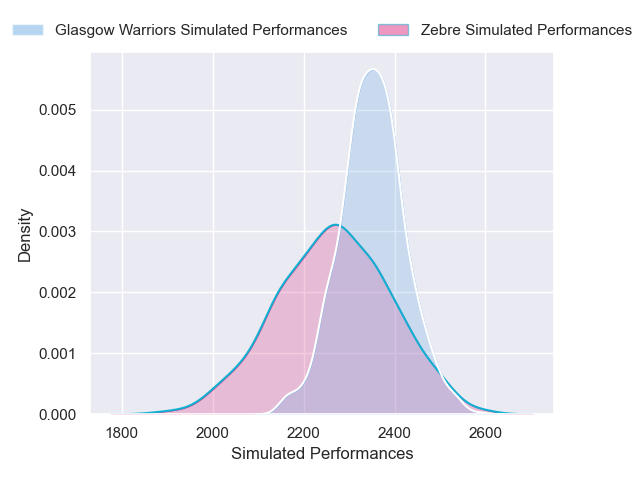 Glasgow Warriors Simulated Performances Zebre Simulated Performances
0.005
0.004
0.003
0.002
0.001
0.000
Density
1800 2000 2200 2400 2600
Simulated Performances